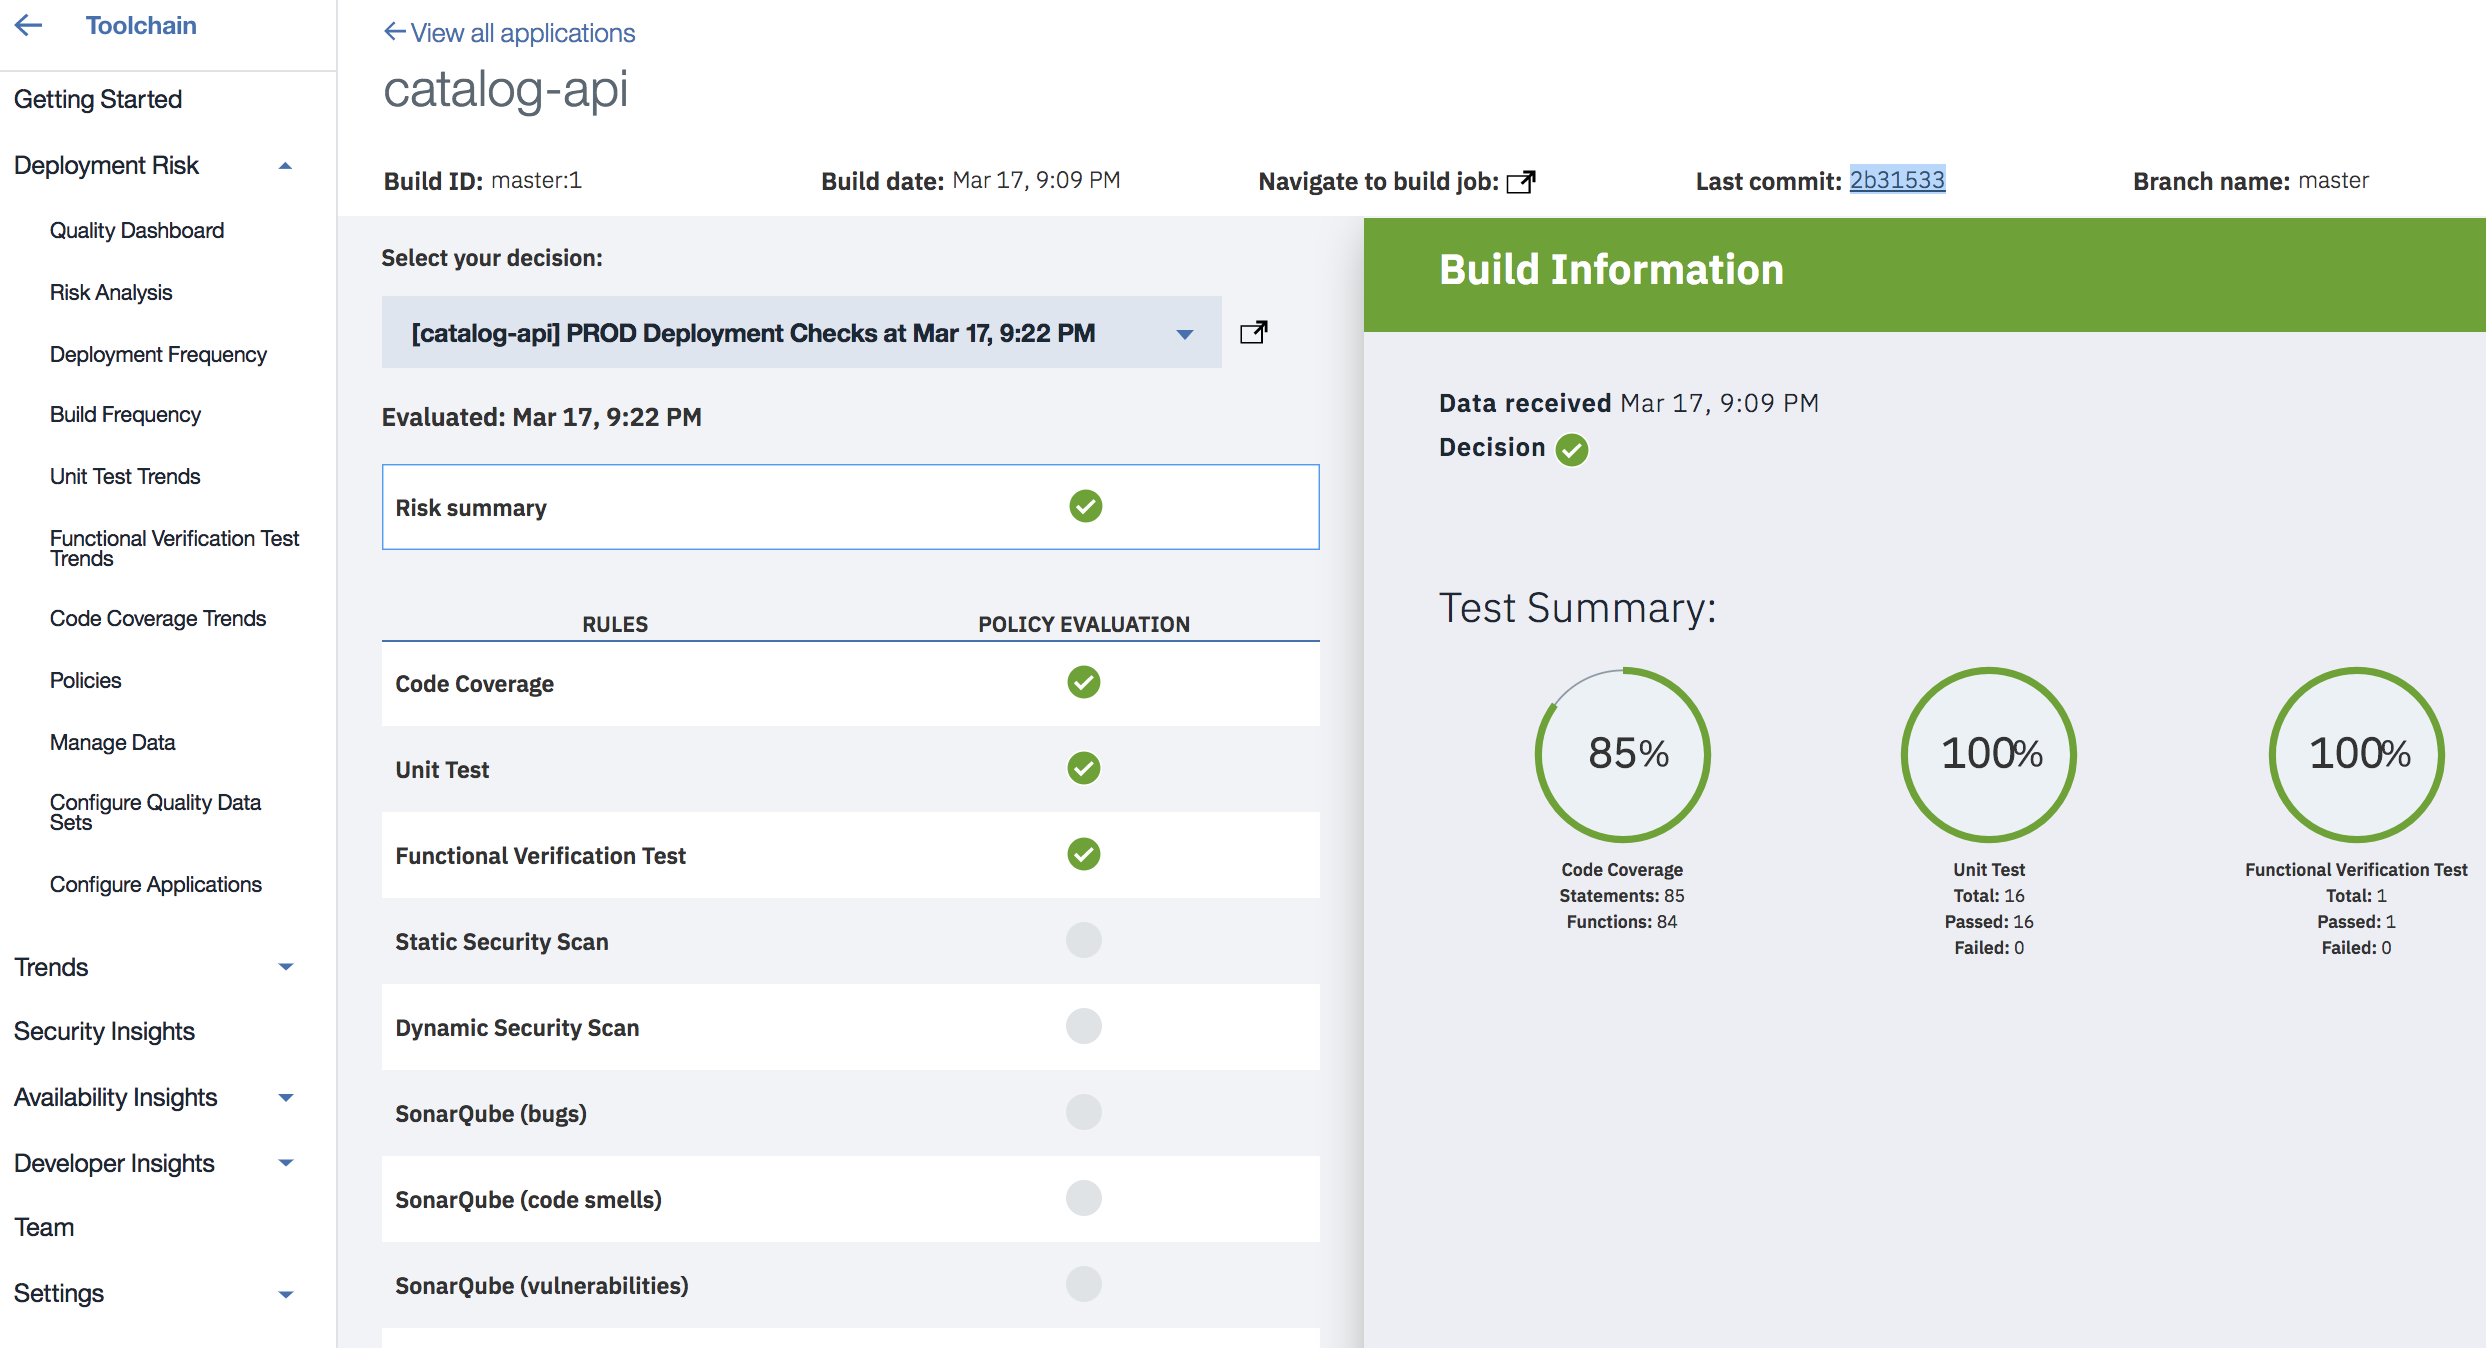 Toolchain
Getting Started
Deployment Risk
Quality Dashboard
Risk Analysis
Deployment Frequency
Build Frequency
Unit Test Trends
Functional Verification Test
Trends
Code Coverage Trends
Policies
Manage Data
Configure Quality Data
Sets
Configure Applications
Trends
Security Insights
Availability Insights
Developer Insights
Team
Settings
View all applications
catalog-api
Build ID: master:1
Build date: Mar 17, 9:09 PM
Navigate to build job:
Last commit: 2b31533
Branch name: master
Select your decision:
[catalog-api] PROD Deployment Checks at Mar 17, 9:22 PM
Evaluated: Mar 17, 9:22 PM
Risk summary
RULES POLICY EVALUATION
Code Coverage
Unit Test
Functional Verification Test
Static Security Scan
Dynamic Security Scan
SonarQube (bugs)
SonarQube (code smells)
SonarQube (vulnerabilities)
Build Information
Data received Mar 17, 9:09 PM
Decision
Test Summary:
85%
Code Coverage
Statements: 85
Functions: 84
100%
Unit Test
Total: 16
Passed: 16
Failed: 0
100%
Functional Verification Test
Total: 1
Passed: 1
Failed: 0